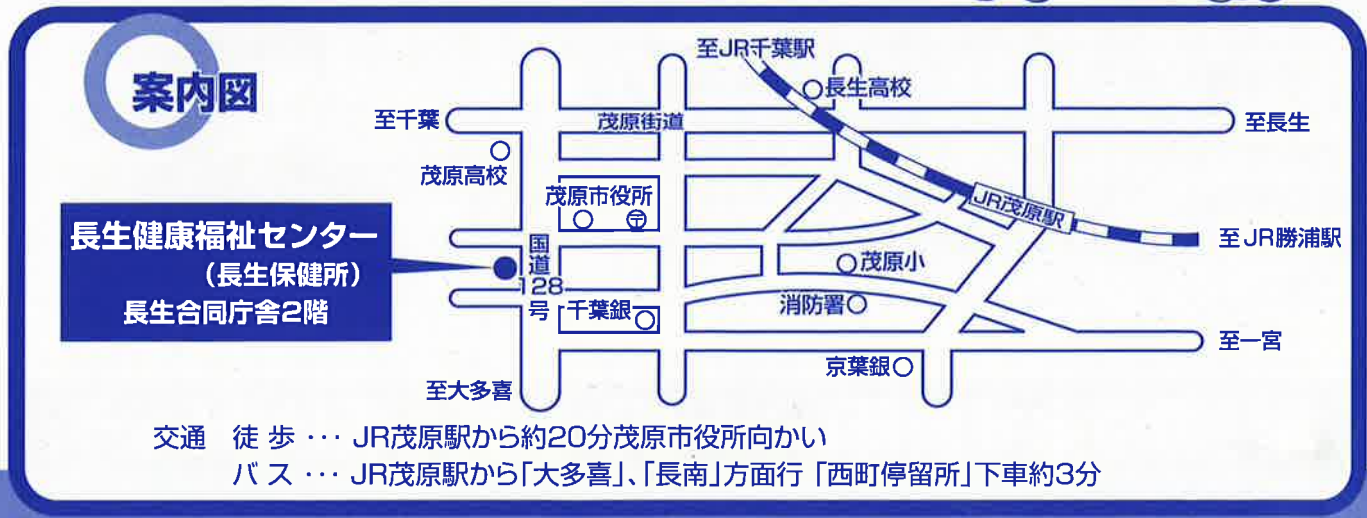 案内図
至JR千葉駅
長生高校
至千葉
茂原街道
至長生
茂原高校
茂原市役所
〒
JR茂原駅
長生健康福祉センター
(長生保健所)
長生合同庁舎2階
国道128号
茂原小
至JR勝浦駅
千葉銀
消防署
至一宮
京葉銀
至大多喜
交通 徒歩 … JR茂原駅から約20分茂原市役所向かい
バス … JR茂原駅から「大多喜」、「長南」方面行「西町停留所」下車約3分